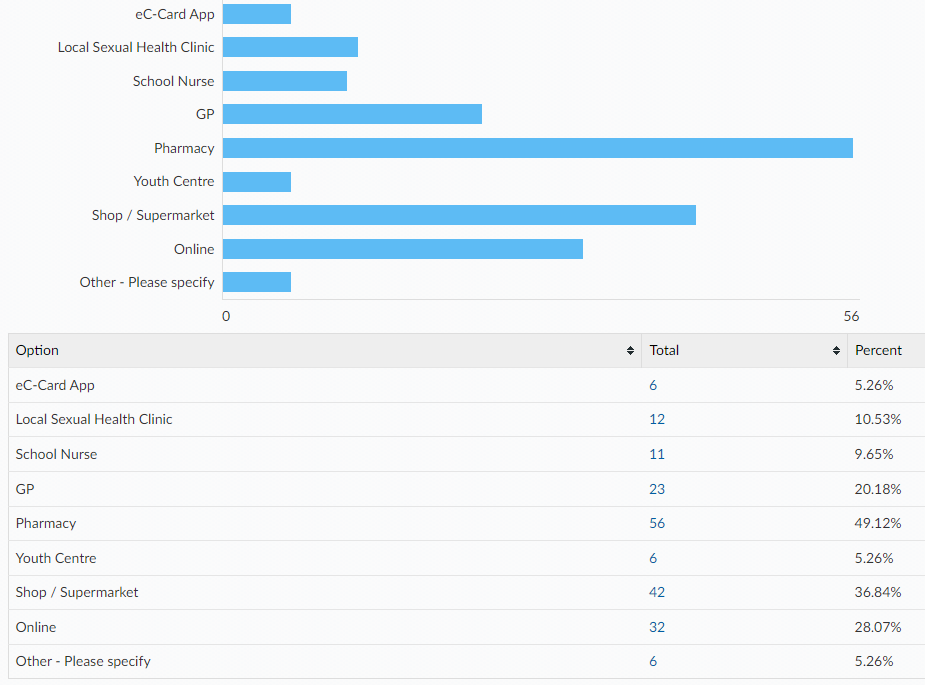 eC-Card App
Local Sexual Health Clinic
School Nurse
GP
Pharmacy
Youth Centre
Shop / Supermarket
Online
Other - Please specify
0 56
Option Total Percent
eC-Card App 6 5.26%
Local Sexual Health Clinic 12 10.53%
School Nurse 11 9.65%
GP 23 20.18%
Pharmacy 56 49.12%
Youth Centre 6 5.26%
Shop / Supermarket 42 36.84%
Online 32 28.07%
Other - Please specify 6 5.26%